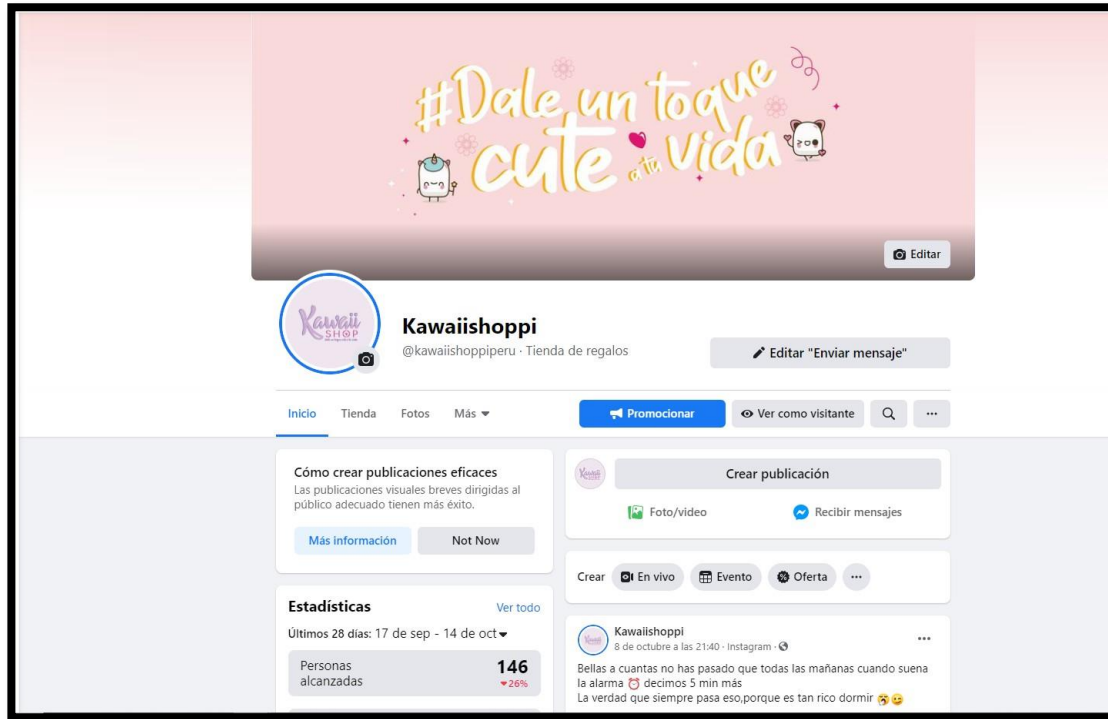 #Dale un toque
cute a tu vida
Editar
Kawaii
SHOP
Kawaiishoppi
@kawaiishoppiperu · Tienda de regalos
Editar "Enviar mensaje"
Inicio Tienda Fotos Más
Promocionar Ver como visitante
Cómo crear publicaciones eficaces
Las publicaciones visuales breves dirigidas al
público adecuado tienen más éxito.
Más información Not Now
Estadísticas Ver todo
Últimos 28 días: 17 de sep - 14 de oct
Personas
alcanzadas
146
26%
Kawaii
Crear publicación
Foto/video Recibir mensajes
Crear En vivo Evento Oferta
Kawaiishoppi
8 de octubre a las 21:40 · Instagram ·
Bellas a cuantas no has pasado que todas las mañanas cuando suena
la alarma ⏰ decimos 5 min más
La verdad que siempre pasa eso,porque es tan rico dormir 🥱😉